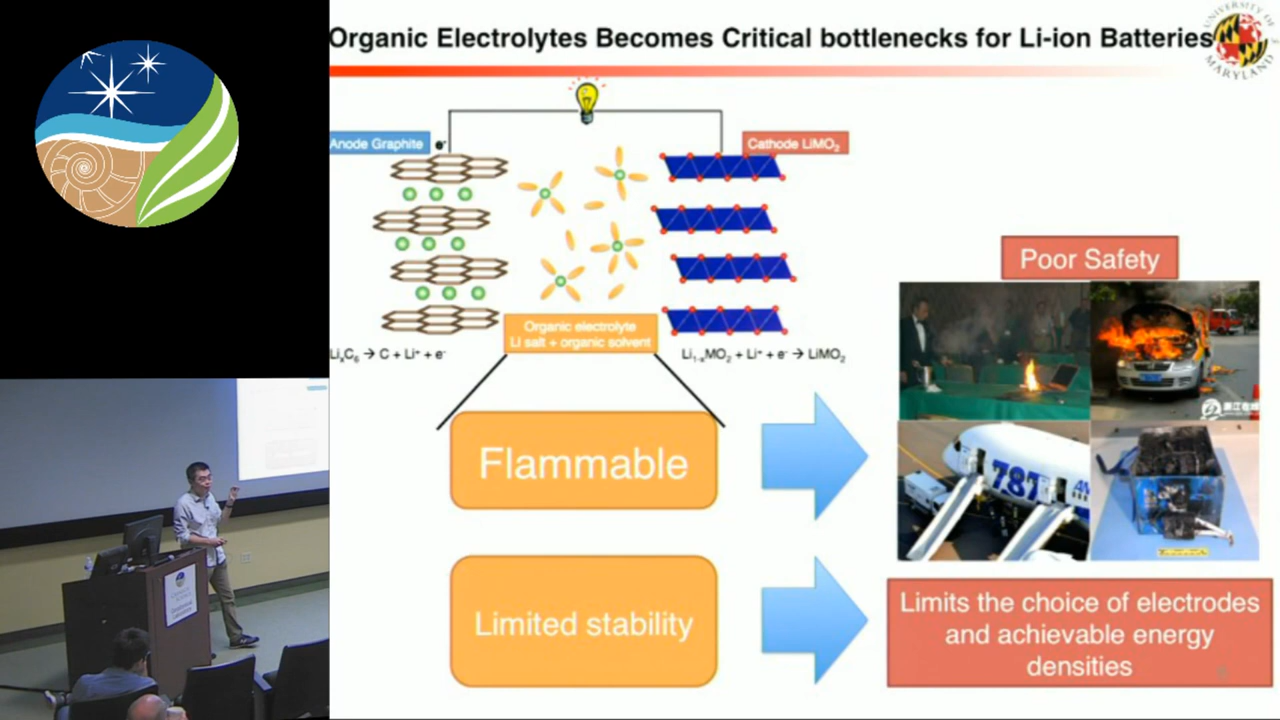 Organic Electrolytes Becomes Critical bottlenecks for Li-ion Batteries
UNIVERSITY OF
MARYLAND
Anode Graphite
e⁻
Cathode LiMO₂
Organic electrolyte
Li salt + organic solvent
LiₓC₆ → C + Li⁺ + e⁻
Li₁₋ₓMO₂ + Li⁺ + e⁻ → LiMO₂
Poor Safety
787
Flammable
Limited stability
Limits the choice of electrodes
and achievable energy
densities